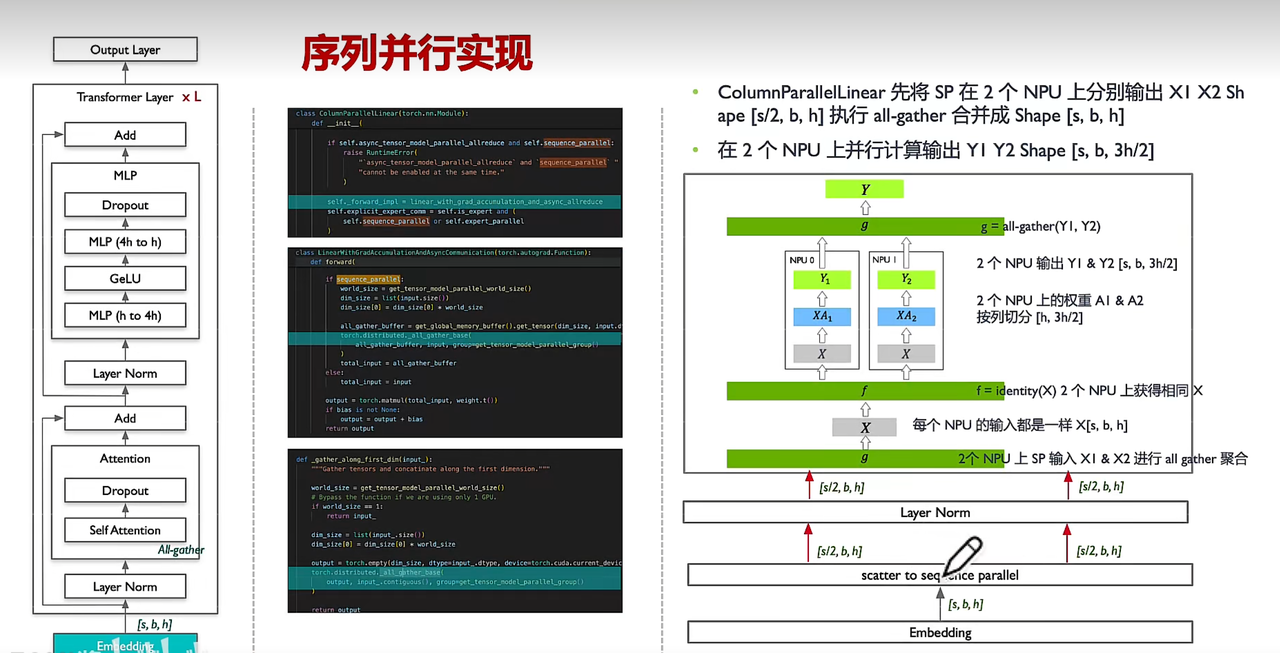 序列并行实现
Output Layer
Transformer Layer x L
Add
MLP
Dropout
MLP (4h to h)
GeLU
MLP (h to 4h)
Layer Norm
Add
Attention
Dropout
Self Attention
All-gather
Layer Norm
[s, b, h]
Embedding
class ColumnParallelLinear(torch.nn.Module):
def __init__(
if self.async_tensor_model_parallel_allreduce and self.sequence_parallel:
raise RuntimeError(
"`async_tensor_model_parallel_allreduce` and `sequence_parallel` "
"cannot be enabled at the same time."
)
self._forward_impl = linear_with_grad_accumulation_and_async_allreduce
self.explicit_expert_comm = self.is_expert and (
self.sequence_parallel or self.expert_parallel
)
class LinearWithGradAccumulationAndAsyncCommunication(torch.autograd.Function):
def forward(
if sequence_parallel:
world_size = get_tensor_model_parallel_world_size()
dim_size = list(input.size())
dim_size[0] = dim_size[0] * world_size
all_gather_buffer = get_global_memory_buffer().get_tensor(dim_size, input.d
torch.distributed._all_gather_base(
all_gather_buffer, input, group=get_tensor_model_parallel_group()
)
total_input = all_gather_buffer
else:
total_input = input
output = torch.matmul(total_input, weight.t())
if bias is not None:
output = output + bias
return output
def _gather_along_first_dim(input_):
"""Gather tensors and concatinate along the first dimension."""
world_size = get_tensor_model_parallel_world_size()
# Bypass the function if we are using only 1 GPU.
if world_size == 1:
return input_
dim_size = list(input_.size())
dim_size[0] = dim_size[0] * world_size
output = torch.empty(dim_size, dtype=input_.dtype, device=torch.cuda.current_devic
torch.distributed._all_gather_base(
output, input_.contiguous(), group=get_tensor_model_parallel_group()
)
return output
• ColumnParallelLinear 先将 SP 在 2 个 NPU 上分别输出 X1 X2 Sh
ape [s/2, b, h] 执行 all-gather 合并成 Shape [s, b, h]
• 在 2 个 NPU 上并行计算输出 Y1 Y2 Shape [s, b, 3h/2]
Y
g g = all-gather(Y1, Y2)
NPU 0 NPU 1
2 个 NPU 输出 Y1 & Y2 [s, b, 3h/2]
Y1 Y2
2 个 NPU 上的权重 A1 & A2
按列切分 [h, 3h/2]
XA1 XA2
X X
f f = identity(X) 2 个 NPU 上获得相同 X
X 每个 NPU 的输入都是一样 X[s, b, h]
g 2个 NPU 上 SP 输入 X1 & X2 进行 all gather 聚合
[s/2, b, h] [s/2, b, h]
Layer Norm
[s/2, b, h] [s/2, b, h]
scatter to sequence parallel
[s, b, h]
Embedding